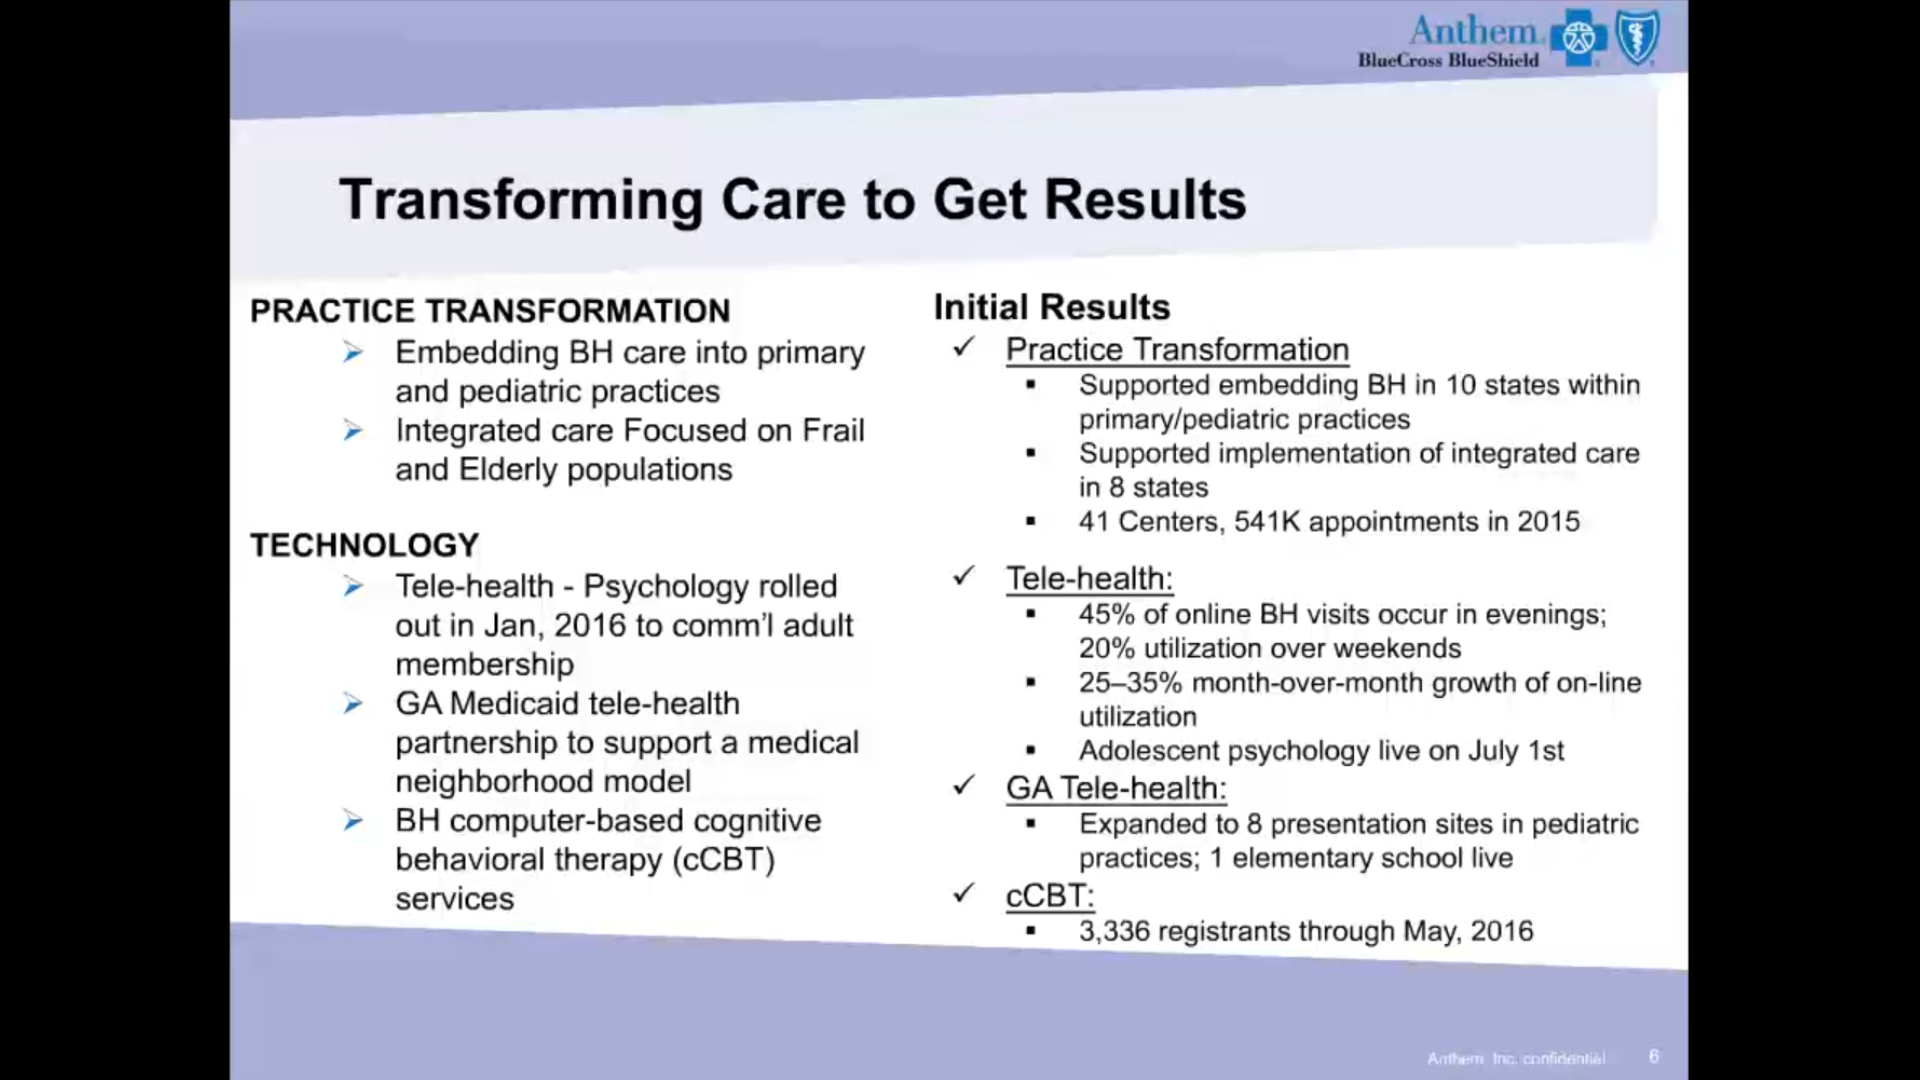 Anthem
BlueCross BlueShield
Transforming Care to Get Results
PRACTICE TRANSFORMATION
Embedding BH care into primary
and pediatric practices
Integrated care Focused on Frail
and Elderly populations
TECHNOLOGY
Tele-health - Psychology rolled
out in Jan, 2016 to comm'l adult
membership
GA Medicaid tele-health
partnership to support a medical
neighborhood model
BH computer-based cognitive
behavioral therapy (cCBT)
services
Initial Results
✓ Practice Transformation
▪ Supported embedding BH in 10 states within
primary/pediatric practices
▪ Supported implementation of integrated care
in 8 states
▪ 41 Centers, 541K appointments in 2015
✓ Tele-health:
▪ 45% of online BH visits occur in evenings;
20% utilization over weekends
▪ 25–35% month-over-month growth of on-line
utilization
▪ Adolescent psychology live on July 1st
✓ GA Tele-health:
▪ Expanded to 8 presentation sites in pediatric
practices; 1 elementary school live
✓ cCBT:
▪ 3,336 registrants through May, 2016
Anthem, Inc. confidential
6